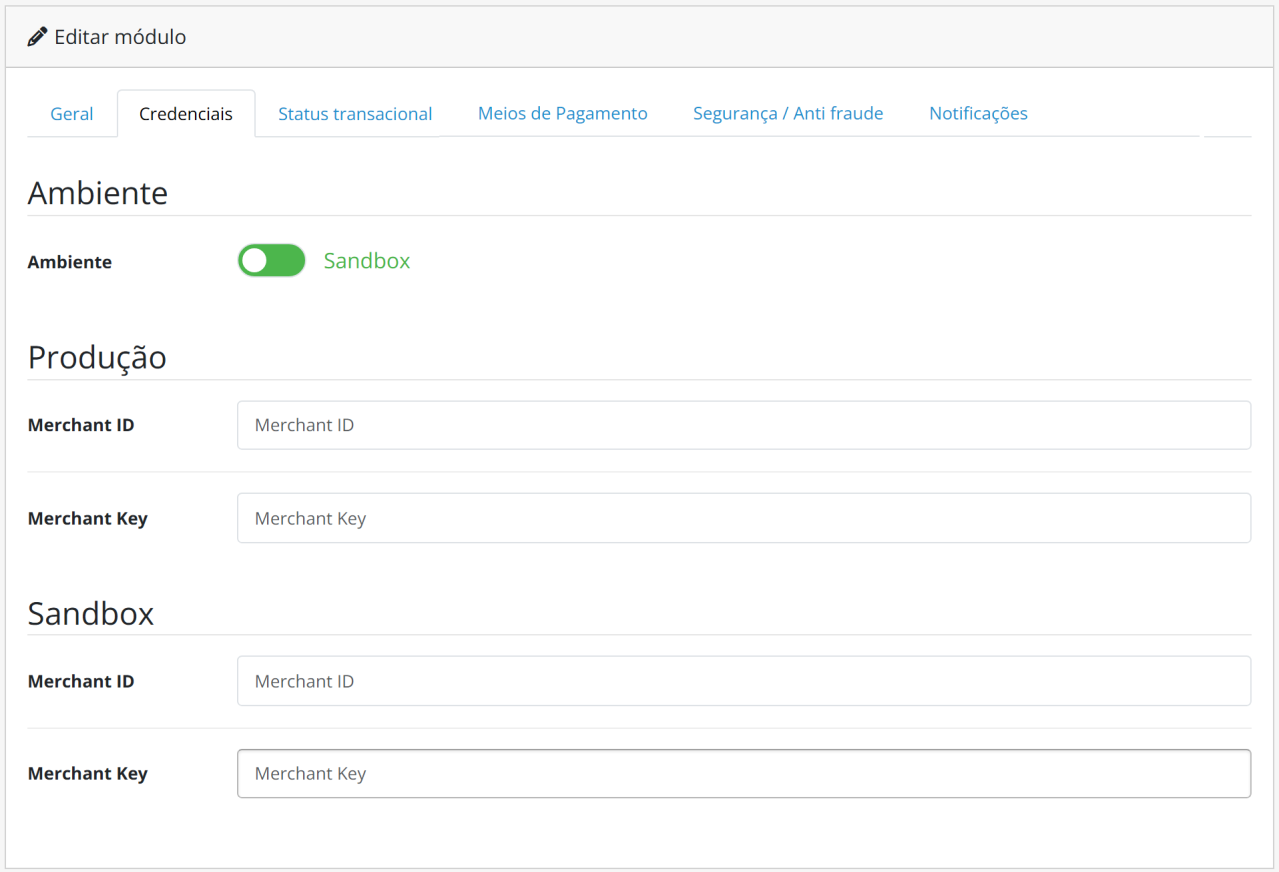 Editar módulo
Geral Credenciais Status transacional Meios de Pagamento Segurança / Anti fraude Notificações
Ambiente
Ambiente Sandbox
Produção
Merchant ID Merchant ID
Merchant Key Merchant Key
Sandbox
Merchant ID Merchant ID
Merchant Key Merchant Key